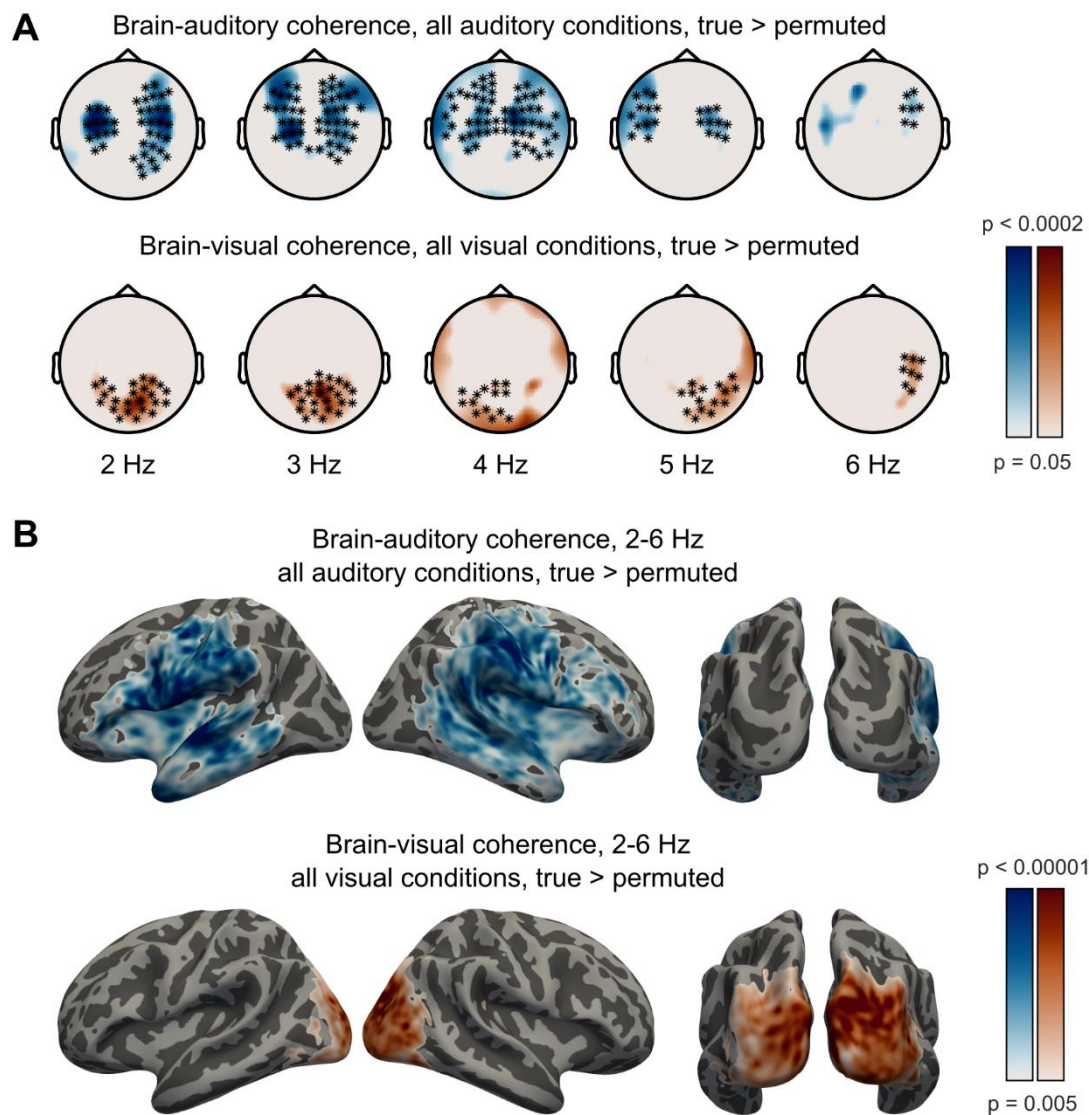 A
Brain-auditory coherence, all auditory conditions, true > permuted
Brain-visual coherence, all visual conditions, true > permuted
p < 0.0002
p = 0.05
2 Hz
3 Hz
4 Hz
5 Hz
6 Hz
B
Brain-auditory coherence, 2-6 Hz
all auditory conditions, true > permuted
Brain-visual coherence, 2-6 Hz
all visual conditions, true > permuted
p < 0.00001
p = 0.005